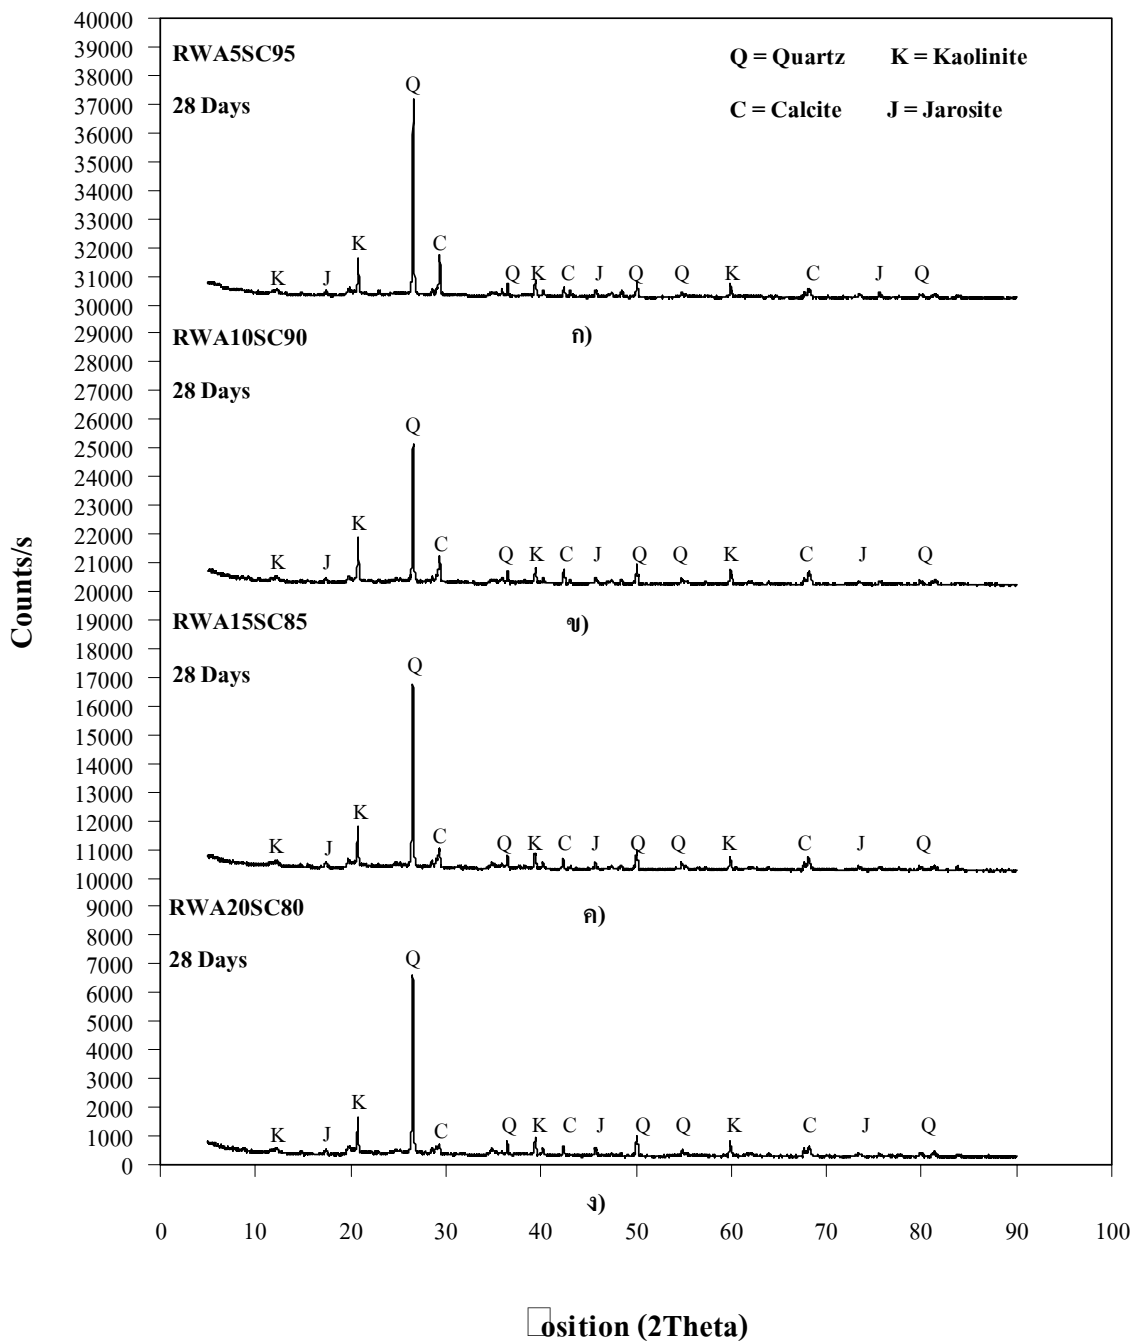 40000
39000
RWA5SC95
Q = Quartz K = Kaolinite
38000
Q
37000
28 Days
C = Calcite J = Jarosite
36000
35000
34000
33000
32000
K C
31000
K J Q K C J Q Q K C J Q
30000
RWA10SC90
ก)
29000
28000
27000
28 Days
26000
Q
25000
24000
23000
22000
K
21000
K J C Q K C J Q Q K C J Q
20000
RWA15SC85
ข)
19000
18000
Q
17000
28 Days
16000
15000
14000
13000
12000
K
11000
K J C Q K C J Q Q K C J Q
10000
9000
RWA20SC80
ค)
8000
28 Days
Q
7000
6000
5000
4000
3000
2000
K
1000
K J C Q K C J Q Q K C J Q
0
ง)
0 10 20 30 40 50 60 70 80 90 100
Counts/s
osition (2Theta)